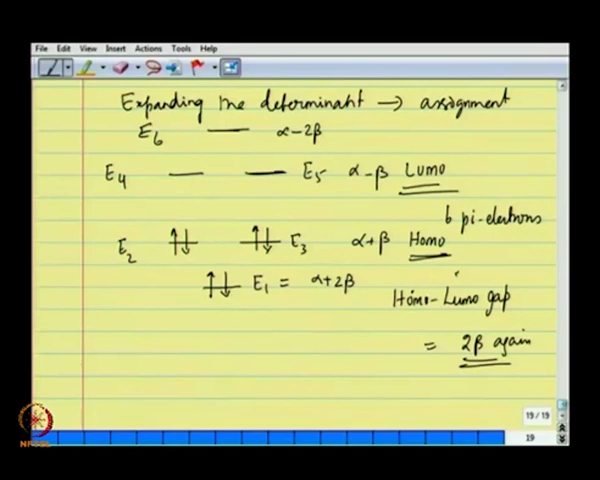 File Edit View Insert Actions Tools Help
Expanding the determinant → assignment
E6 α-2β
E4 E5 α-β Lumo
6 pi-electrons
E2 E3 α+β Homo
E1 = α+2β
Homo-Lumo gap
= 2β again
19/19
19
NPTEL